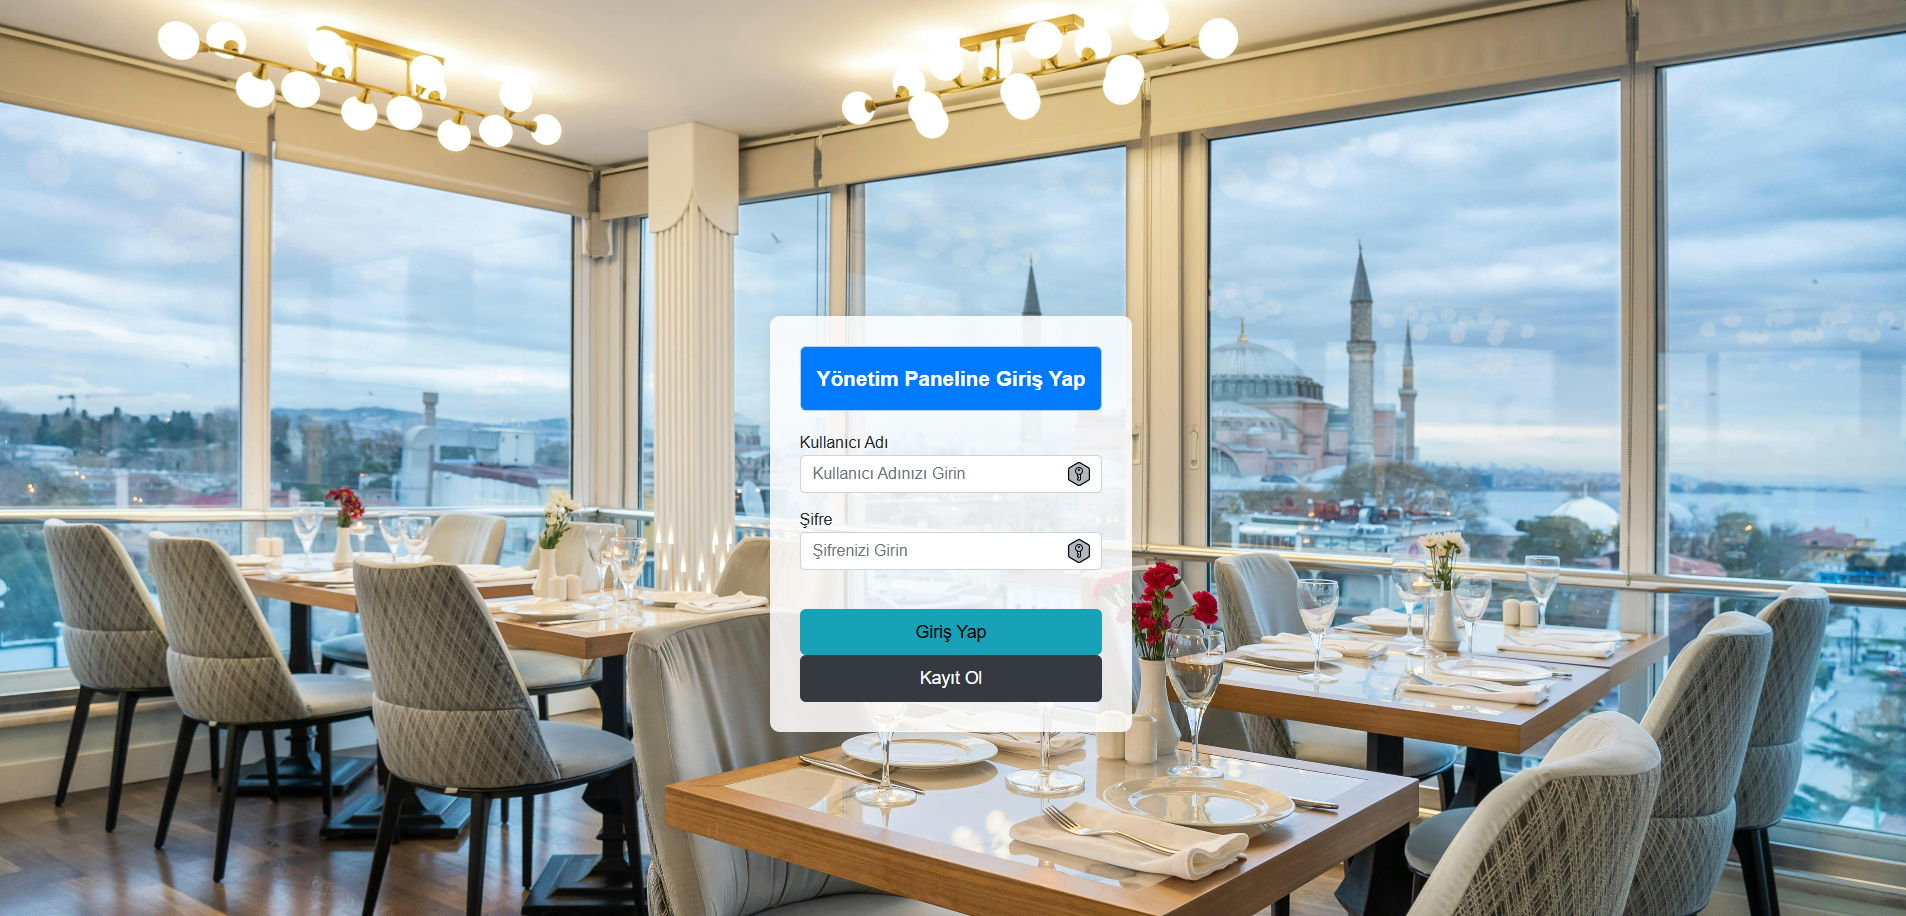 Yönetim Paneline Giriş Yap
Kullanıcı Adı
Kullanıcı Adınızı Girin
Şifre
Şifrenizi Girin
Giriş Yap
Kayıt Ol